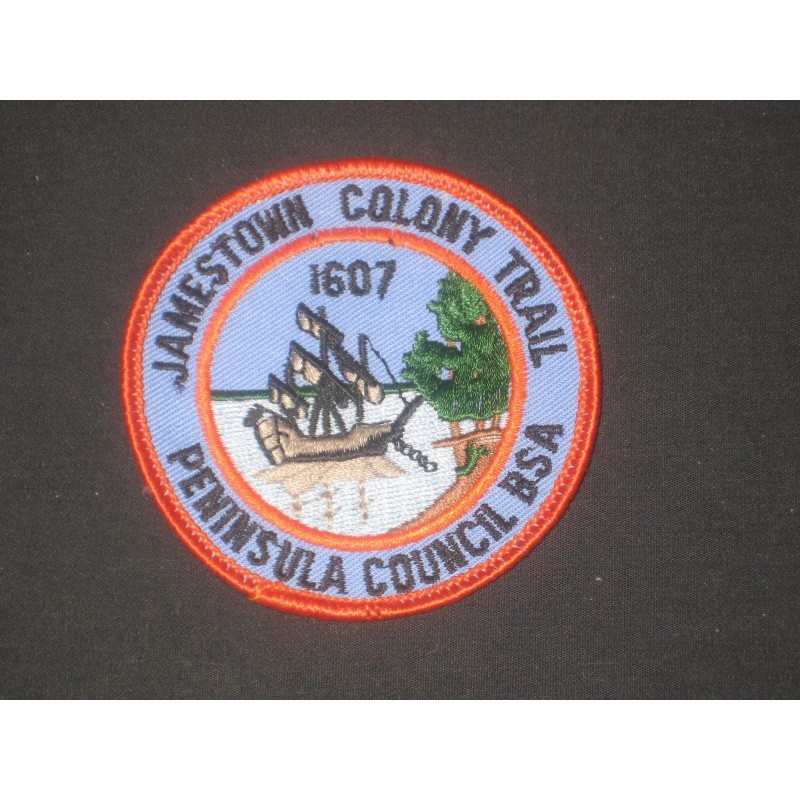 JAMESTOWN COLONY TRAIL
1607
PENINSULA COUNCIL BSA